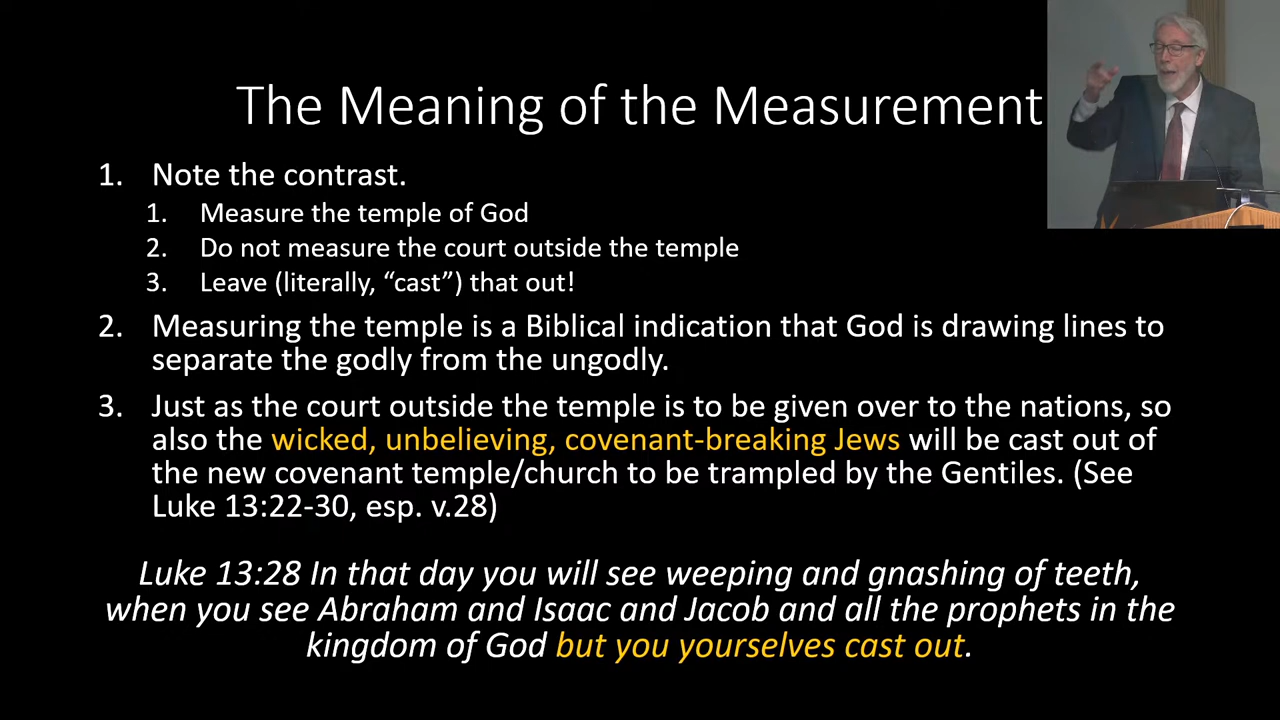 The Meaning of the Measurement
1. Note the contrast.
1. Measure the temple of God
2. Do not measure the court outside the temple
3. Leave (literally, “cast”) that out!
2. Measuring the temple is a Biblical indication that God is drawing lines to
separate the godly from the ungodly.
3. Just as the court outside the temple is to be given over to the nations, so
also the wicked, unbelieving, covenant-breaking Jews will be cast out of
the new covenant temple/church to be trampled by the Gentiles. (See
Luke 13:22-30, esp. v.28)
Luke 13:28 In that day you will see weeping and gnashing of teeth,
when you see Abraham and Isaac and Jacob and all the prophets in the
kingdom of God but you yourselves cast out.